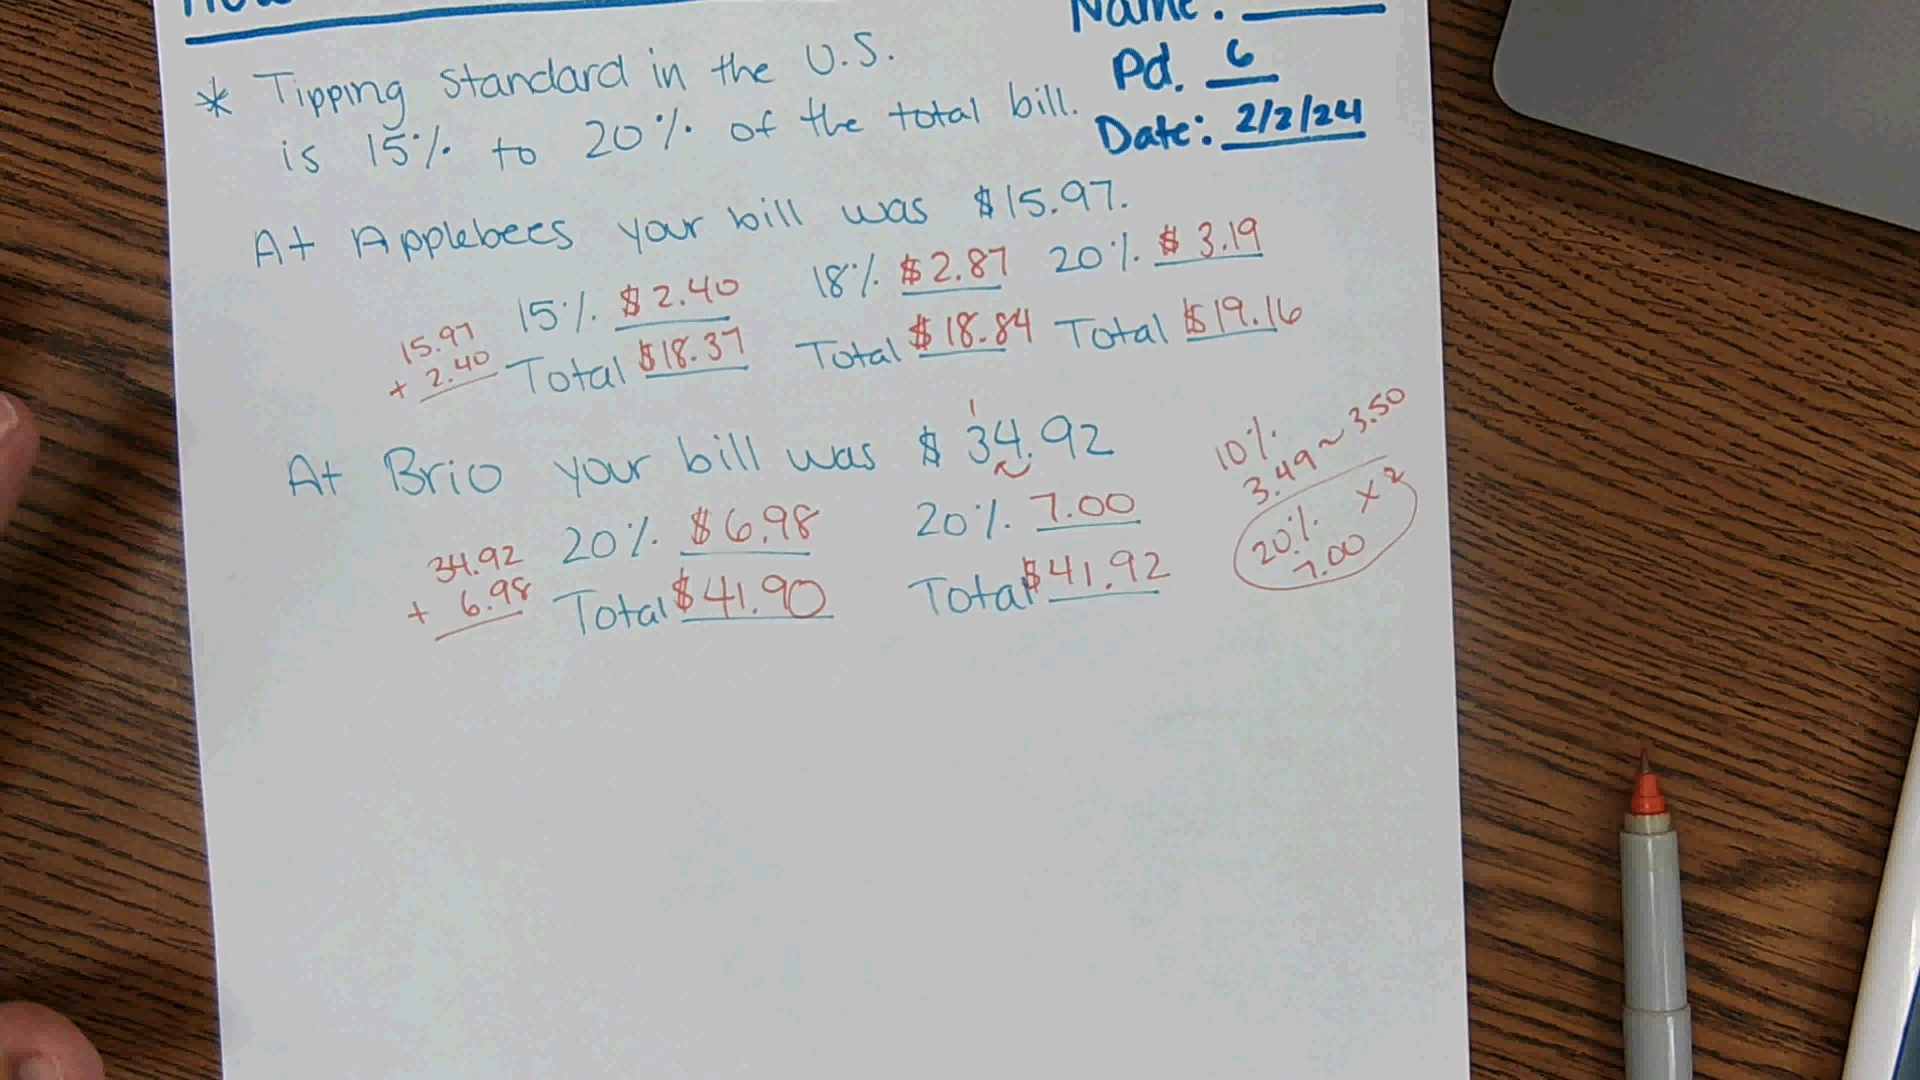 Name: ____
* Tipping standard in the U.S.
Pd. 6
is 15% to 20% of the total bill.
Date: 2/2/24
At Applebees your bill was $15.97.
15% $2.40 18% $2.87 20% $3.19
15.97
+ 2.40
Total $18.37 Total $18.84 Total $19.16
1
At Brio your bill was $34.92
10%
3.49 ~ 3.50
x 2
20%
7.00
20% $6.98 20% 7.00
34.92
+ 6.98
Total $41.90 Total $41.92